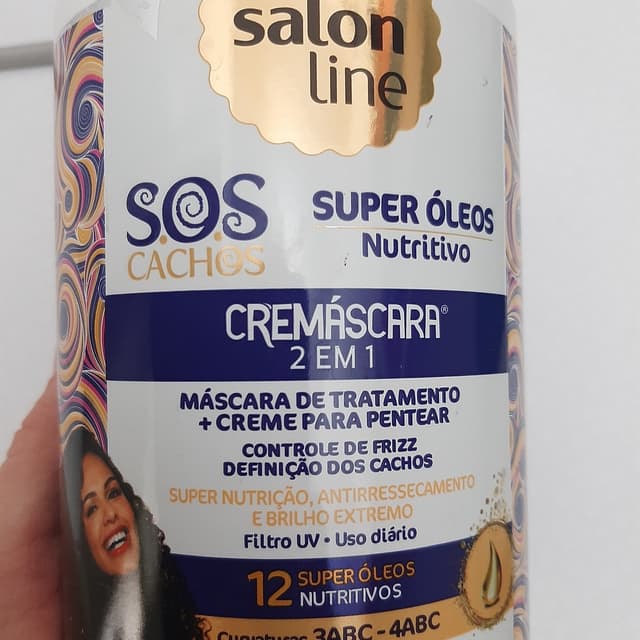 salon
line
S.O.S
CACHOS
SUPER ÓLEOS
Nutritivo
CREMÁSCARA®
2 EM 1
MÁSCARA DE TRATAMENTO
+ CREME PARA PENTEAR
CONTROLE DE FRIZZ
DEFINIÇÃO DOS CACHOS
SUPER NUTRIÇÃO, ANTIRRESSECAMENTO
E BRILHO EXTREMO
Filtro UV • Uso diário
12 SUPER ÓLEOS
NUTRITIVOS
Curvaturas 3ABC - 4ABC